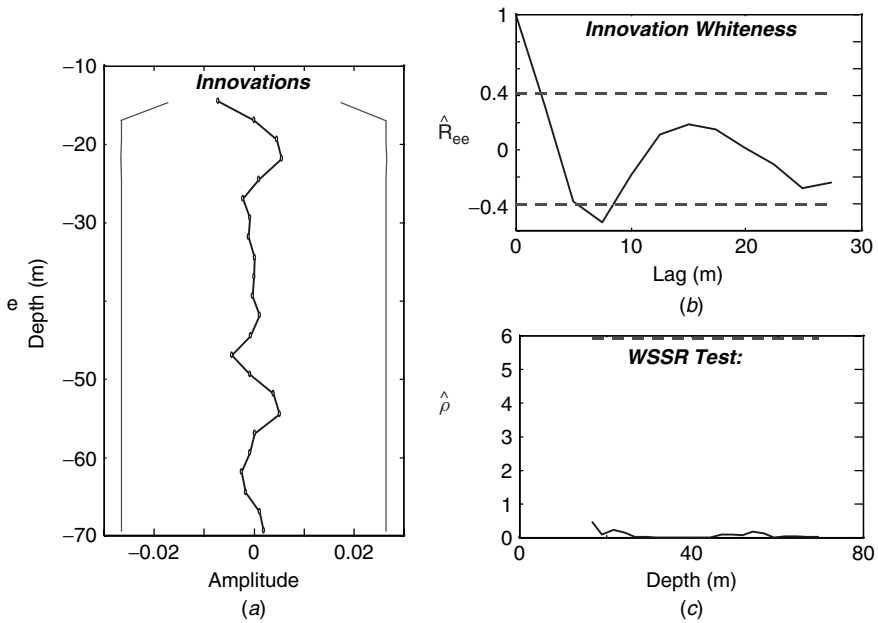 Innovations
−10
−20
−30
−40
−50
−60
−70
e
Depth (m)
−0.02
0
0.02
Amplitude
(a)
Innovation Whiteness
1
0.4
0
−0.4
R̂ee
0
10
20
30
Lag (m)
(b)
WSSR Test:
6
5
4
3
2
1
0
ρ̂
0
40
80
Depth (m)
(c)